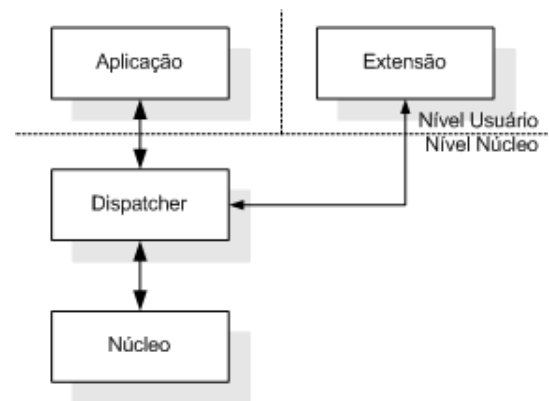 Aplicação
Extensão
Nível Usuário
Nível Núcleo
Dispatcher
Núcleo